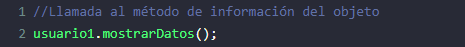 1 //Llamada al método de información del objeto
2 usuario1.mostrarDatos();